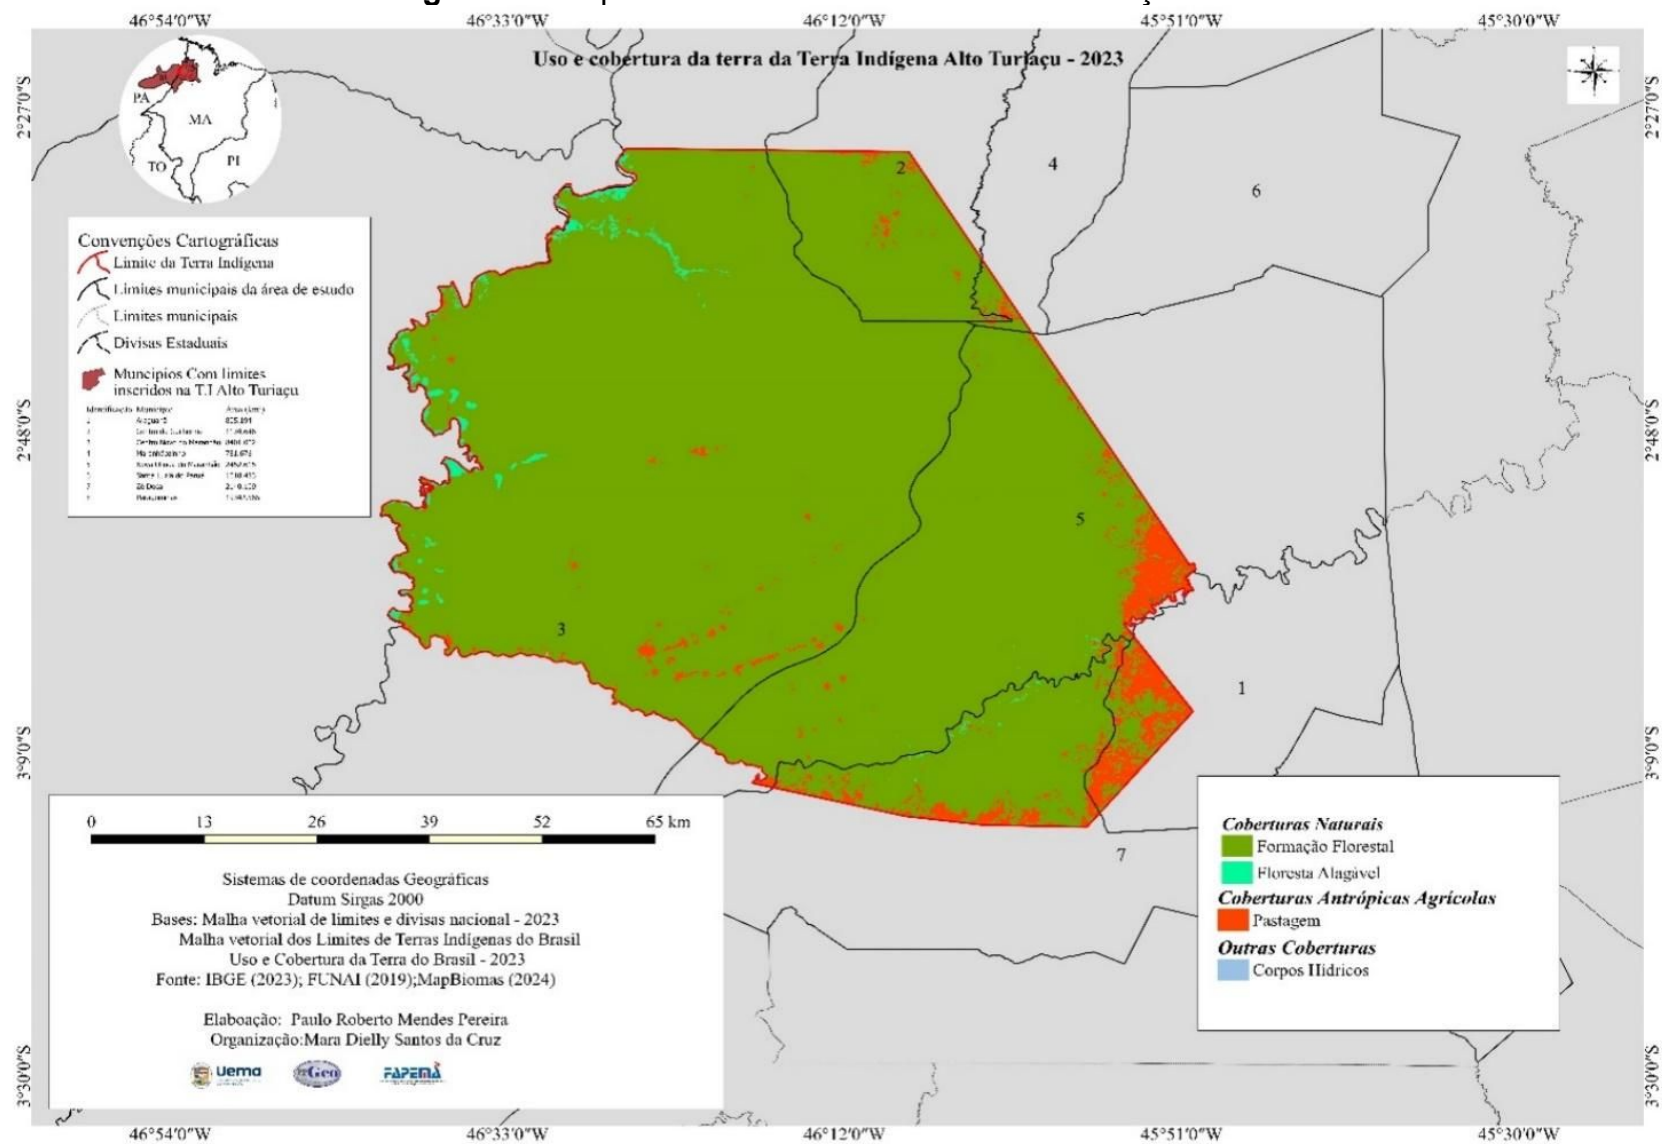 46°54'0"W 46°33'0"W 46°12'0"W 45°51'0"W 45°30'0"W
Uso e cobertura da terra da Terra Indígena Alto Turiaçu - 2023
2°27'0"S 2°27'0"S
PA
MA
TO
PI
2
4
6
Convenções Cartográficas
Limite da Terra Indígena
Limites municipais da área de estudo
Limites municipais
Divisas Estaduais
Muncípios Com limites
inseridos na T.I Alto Turiaçu
Identificação Município
2°48'0"S 2°48'0"S
5
3
1
7
3°9'0"S 3°9'0"S
0 13 26 39 52 65 km
Sistemas de coordenadas Geográficas
Datum Sirgas 2000
Bases: Malha vetorial de limites e divisas nacional - 2023
Malha vetorial dos Limites de Terras Indígenas do Brasil
Uso e Cobertura da Terra do Brasil - 2023
Fonte: IBGE (2023); FUNAI (2019);MapBiomas (2024)
Elaboação: Paulo Roberto Mendes Pereira
Organização:Mara Dielly Santos da Cruz
Uema
Geo
FAPEMA
Coberturas Naturais
Formação Florestal
Floresta Alagável
Coberturas Antrópicas Agrícolas
Pastagem
Outras Coberturas
Corpos Hídricos
3°30'0"S 3°30'0"S
46°54'0"W 46°33'0"W 46°12'0"W 45°51'0"W 45°30'0"W